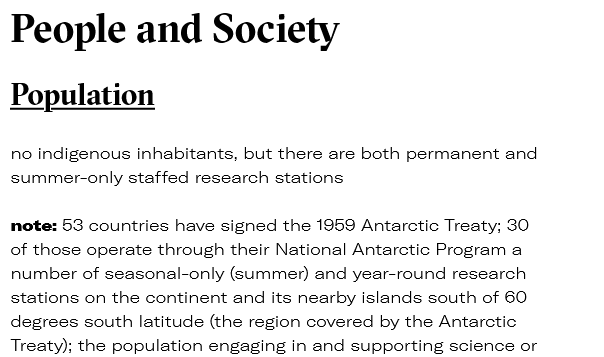 People and Society
Population
no indigenous inhabitants, but there are both permanent and
summer-only staffed research stations
note: 53 countries have signed the 1959 Antarctic Treaty; 30
of those operate through their National Antarctic Program a
number of seasonal-only (summer) and year-round research
stations on the continent and its nearby islands south of 60
degrees south latitude (the region covered by the Antarctic
Treaty); the population engaging in and supporting science or